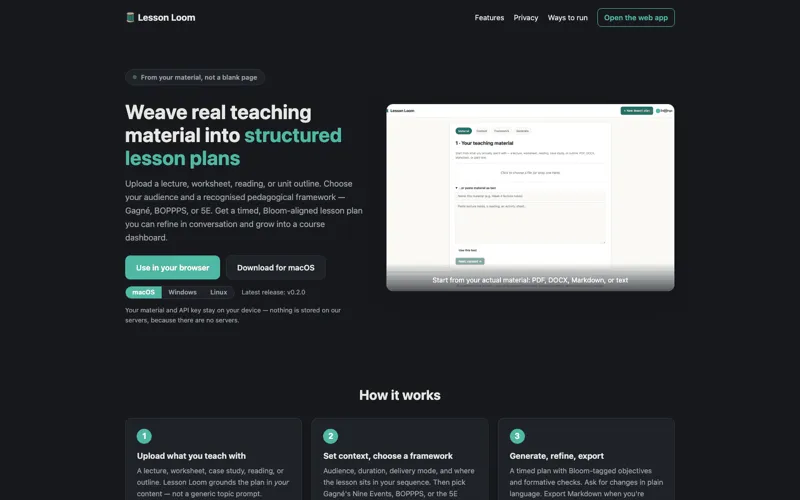 Lesson Loom
Features
Privacy
Ways to run
Open the web app
From your material, not a blank page
Weave real teaching
material into structured
lesson plans
Upload a lecture, worksheet, reading, or unit outline. Choose
your audience and a recognised pedagogical framework —
Gagné, BOPPPS, or 5E. Get a timed, Bloom-aligned lesson plan
you can refine in conversation and grow into a course
dashboard.
Use in your browser
Download for macOS
macOS
Windows
Linux
Latest release: v0.2.0
Your material and API key stay on your device — nothing is stored on our
servers, because there are no servers.
Lesson Loom
1 · Your teaching material
Click to choose a file
Use this text
Start from your actual material: PDF, DOCX, Markdown, or text
How it works
1
Upload what you teach with
A lecture, worksheet, case study, reading, or
outline. Lesson Loom grounds the plan in your
content — not a generic topic prompt.
2
Set context, choose a framework
Audience, duration, delivery mode, and where
the lesson sits in your sequence. Then pick
Gagné's Nine Events, BOPPPS, or the 5E
3
Generate, refine, export
A timed plan with Bloom-tagged objectives
and formative checks. Ask for changes in plain
language. Export Markdown when you're